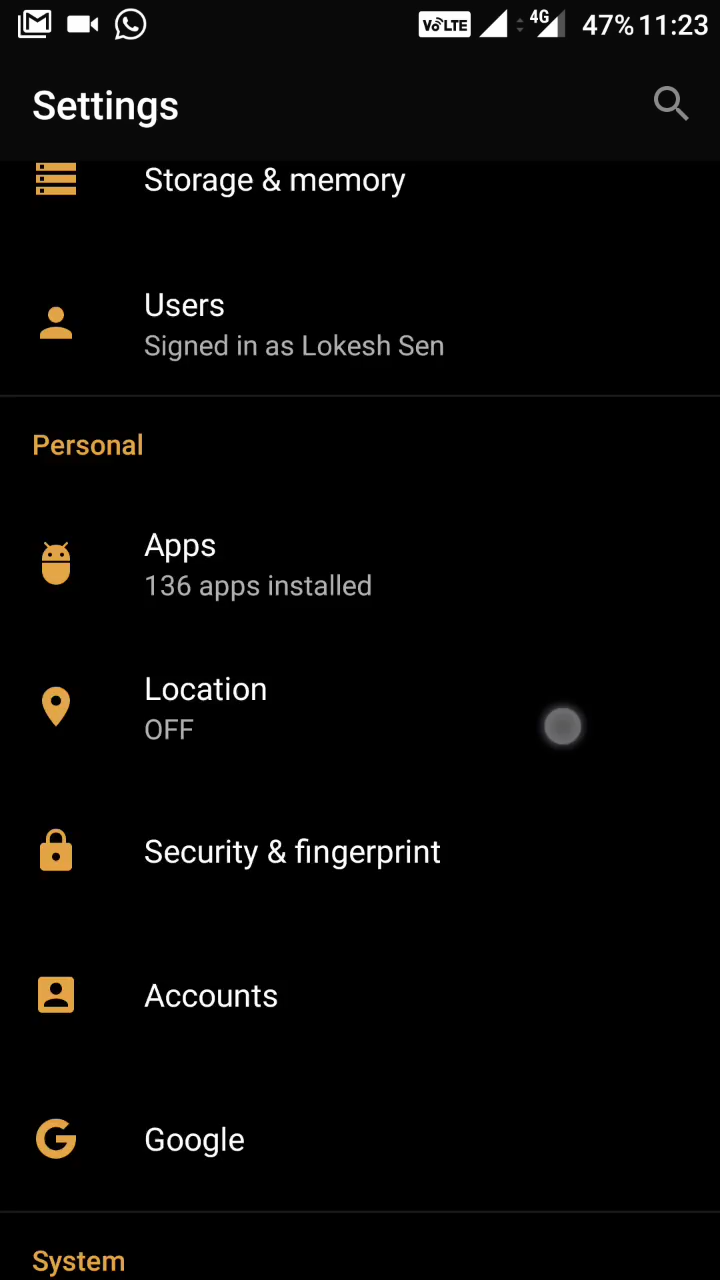 VoLTE 4G 47% 11:23
Settings
Storage & memory
Users
Signed in as Lokesh Sen
Personal
Apps
136 apps installed
Location
OFF
Security & fingerprint
Accounts
Google
System